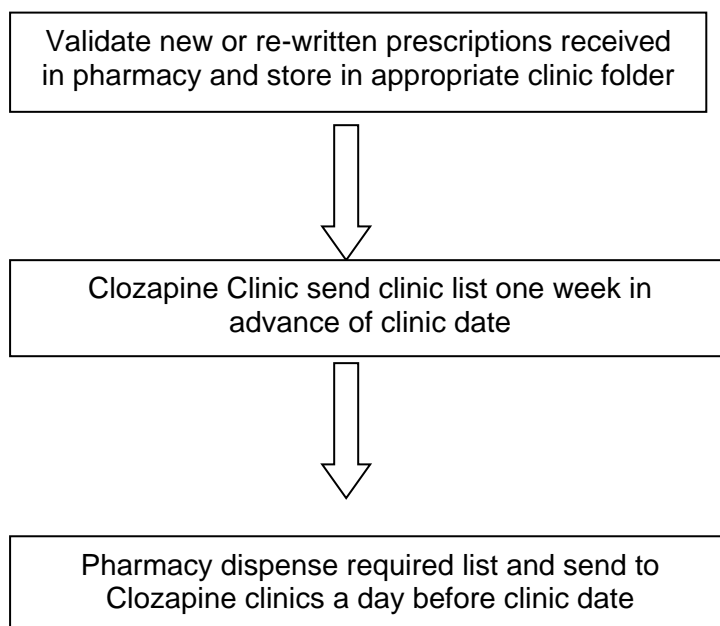 Validate new or re-written prescriptions received
in pharmacy and store in appropriate clinic folder
Clozapine Clinic send clinic list one week in
advance of clinic date
Pharmacy dispense required list and send to
Clozapine clinics a day before clinic date